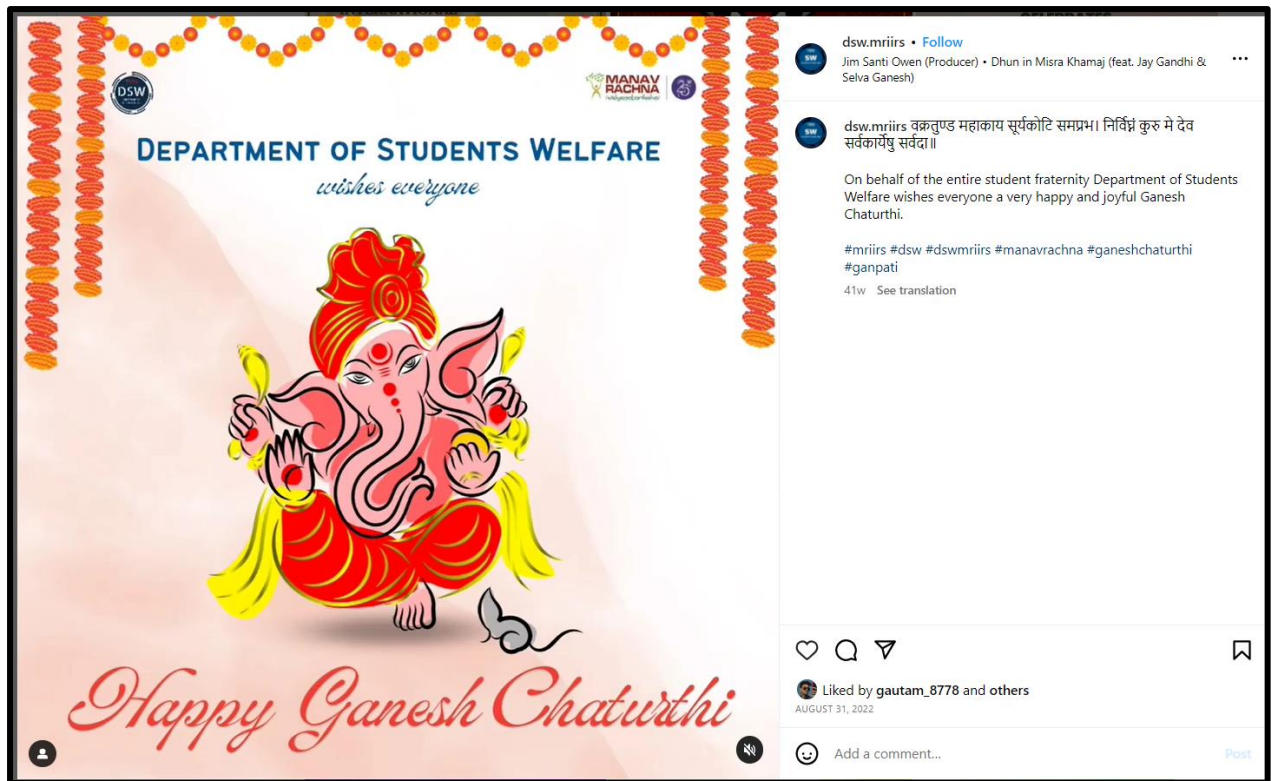 DSW
MANAV
RACHNA
vidyanatariksha
DEPARTMENT OF STUDENTS WELFARE
wishes everyone
Happy Ganesh Chaturthi
dsw.mriirs • Follow
Jim Santi Owen (Producer) • Dhun in Misra Khamaj (feat. Jay Gandhi &
Selva Ganesh)
SW
dsw.mriirs वक्रतुण्ड महाकाय सूर्यकोटि समप्रभ। निर्विघ्नं कुरु मे देव
सर्वकार्येषु सर्वदा॥
On behalf of the entire student fraternity Department of Students
Welfare wishes everyone a very happy and joyful Ganesh
Chaturthi.
#mriirs #dsw #dswmriirs #manavrachna #ganeshchaturthi
#ganpati
41w See translation
Liked by gautam_8778 and others
AUGUST 31, 2022
Add a comment... Post